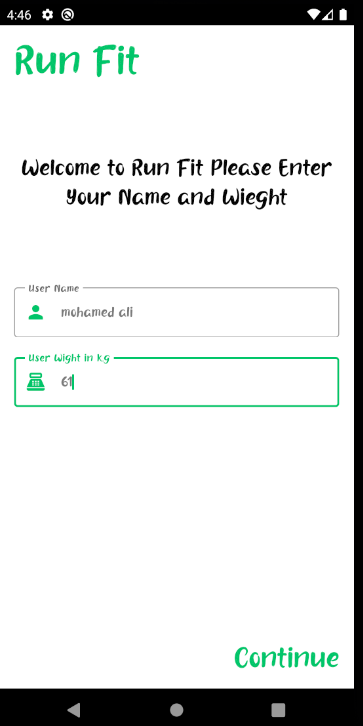 4:46
Run Fit
Welcome to Run Fit Please Enter
Your Name and Wieght
User Name
mohamed ali
User Wight in kg
61
Continue